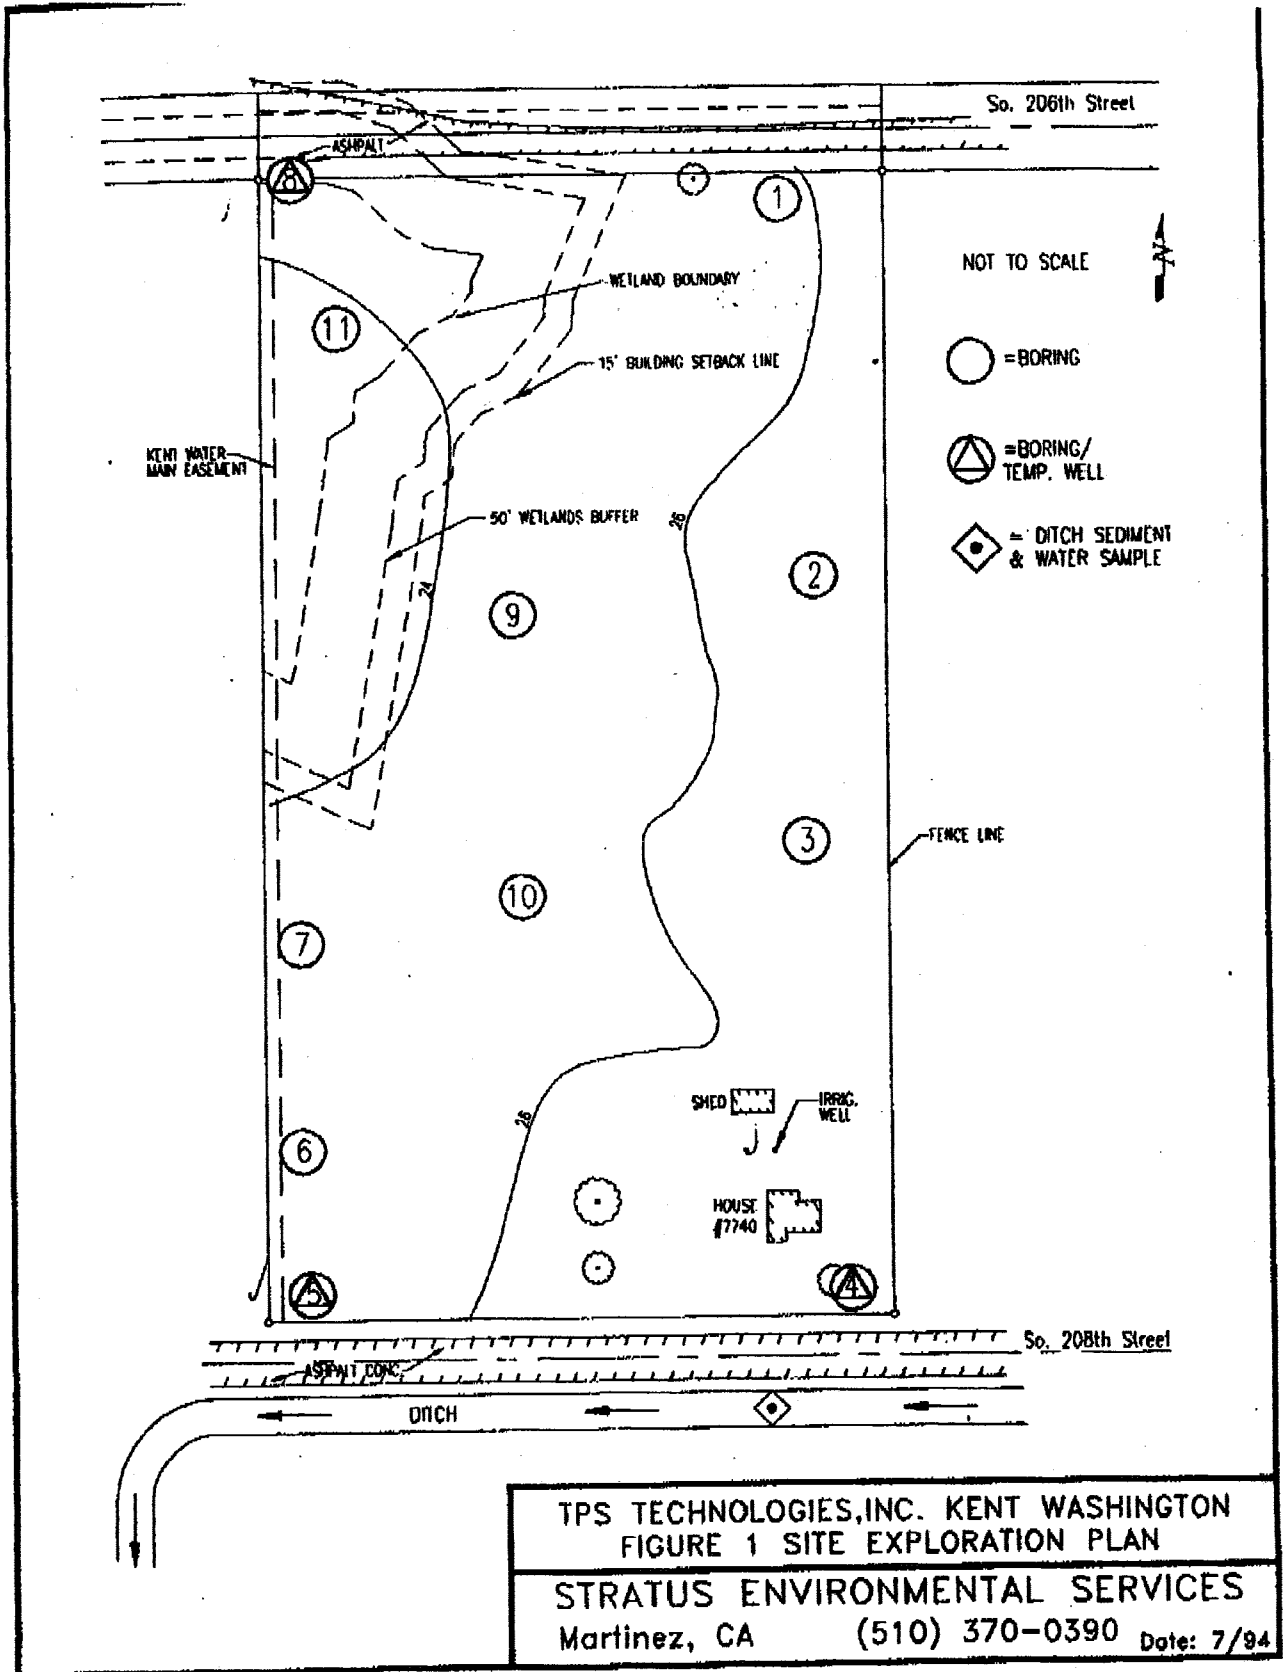 So. 206th Street
ASHPALT
8
1
N
NOT TO SCALE
WETLAND BOUNDARY
11
=BORING
15' BUILDING SETBACK LINE
KENT WATER
MAIN EASEMENT
=BORING/
TEMP. WELL
50' WETLANDS BUFFER
26
= DITCH SEDIMENT
& WATER SAMPLE
2
24
9
3
FENCE LINE
10
7
SHED
IRRIG.
WELL
26
6
HOUSE
#7740
5
4
So. 208th Street
ASHPALT CONC.
DITCH
TPS TECHNOLOGIES,INC. KENT WASHINGTON
FIGURE 1 SITE EXPLORATION PLAN
STRATUS ENVIRONMENTAL SERVICES
Martinez, CA (510) 370-0390 Date: 7/94